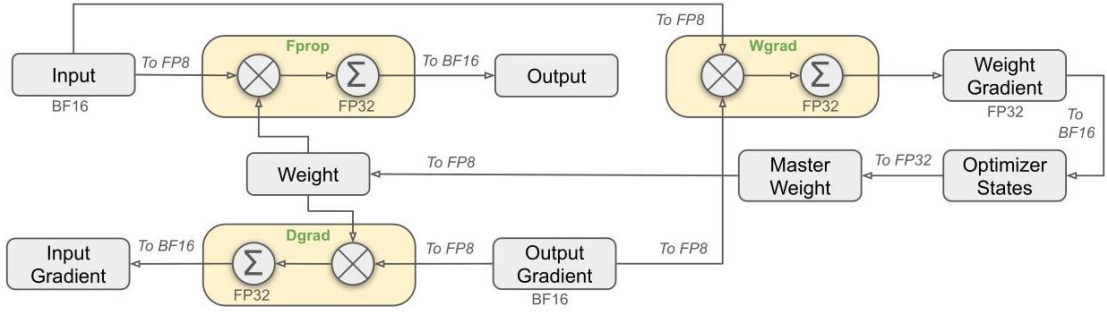 To FP8
Fprop
Wgrad
Input
To FP8
Σ
To BF16
Output
Σ
Weight
Gradient
BF16
FP32
FP32
FP32
To
BF16
Weight
To FP8
Master
Weight
To FP32
Optimizer
States
Dgrad
Input
Gradient
To BF16
Σ
To FP8
Output
Gradient
To FP8
FP32
BF16